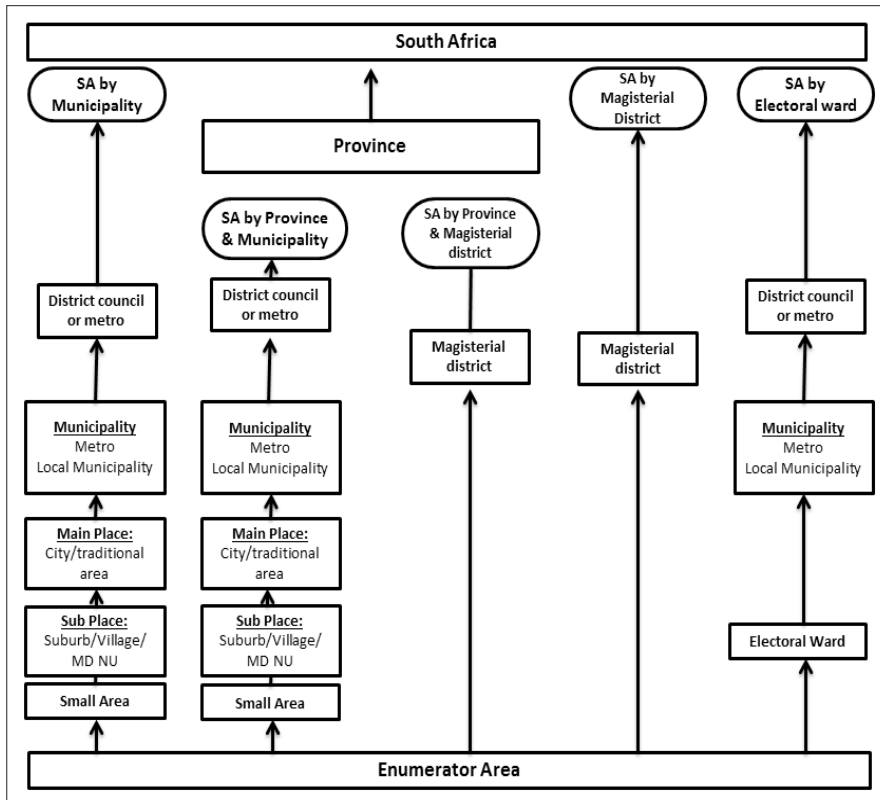 South Africa
SA by
Municipality
SA by
Magisterial
District
SA by
Electoral ward
Province
SA by Province
& Municipality
SA by Province
& Magisterial
district
District council
or metro
District council
or metro
District council
or metro
Magisterial
district
Magisterial
district
Municipality
Metro
Local Municipality
Municipality
Metro
Local Municipality
Municipality
Metro
Local Municipality
Main Place:
City/traditional
area
Main Place:
City/traditional
area
Sub Place:
Suburb/Village/
MD NU
Sub Place:
Suburb/Village/
MD NU
Electoral Ward
Small Area
Small Area
Enumerator Area